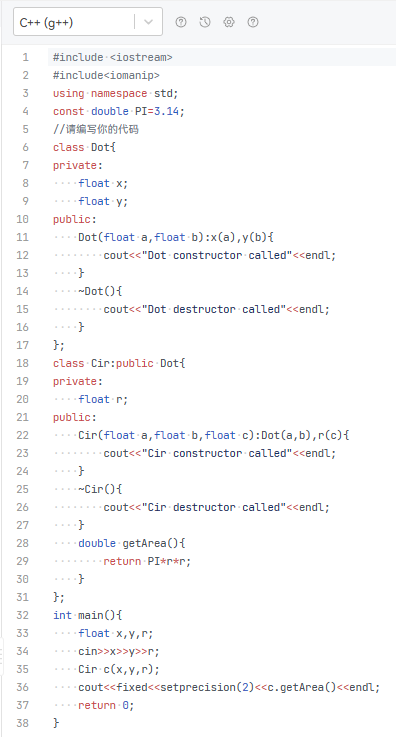 C++ (g++)
1 #include <iostream>
2 #include<iomanip>
3 using namespace std;
4 const double PI=3.14;
5 //请编写你的代码
6 class Dot{
7 private:
8 ····float x;
9 ····float y;
10 public:
11 ····Dot(float a,float b):x(a),y(b){
12 ········cout<<"Dot constructor called"<<endl;
13 ····}
14 ····~Dot(){
15 ········cout<<"Dot destructor called"<<endl;
16 ····}
17 };
18 class Cir:public Dot{
19 private:
20 ····float r;
21 public:
22 ····Cir(float a,float b,float c):Dot(a,b),r(c){
23 ········cout<<"Cir constructor called"<<endl;
24 ····}
25 ····~Cir(){
26 ········cout<<"Cir destructor called"<<endl;
27 ····}
28 ····double getArea(){
29 ········return PI*r*r;
30 ····}
31 };
32 int main(){
33 ····float x,y,r;
34 ····cin>>x>>y>>r;
35 ····Cir c(x,y,r);
36 ····cout<<fixed<<setprecision(2)<<c.getArea()<<endl;
37 ····return 0;
38 }